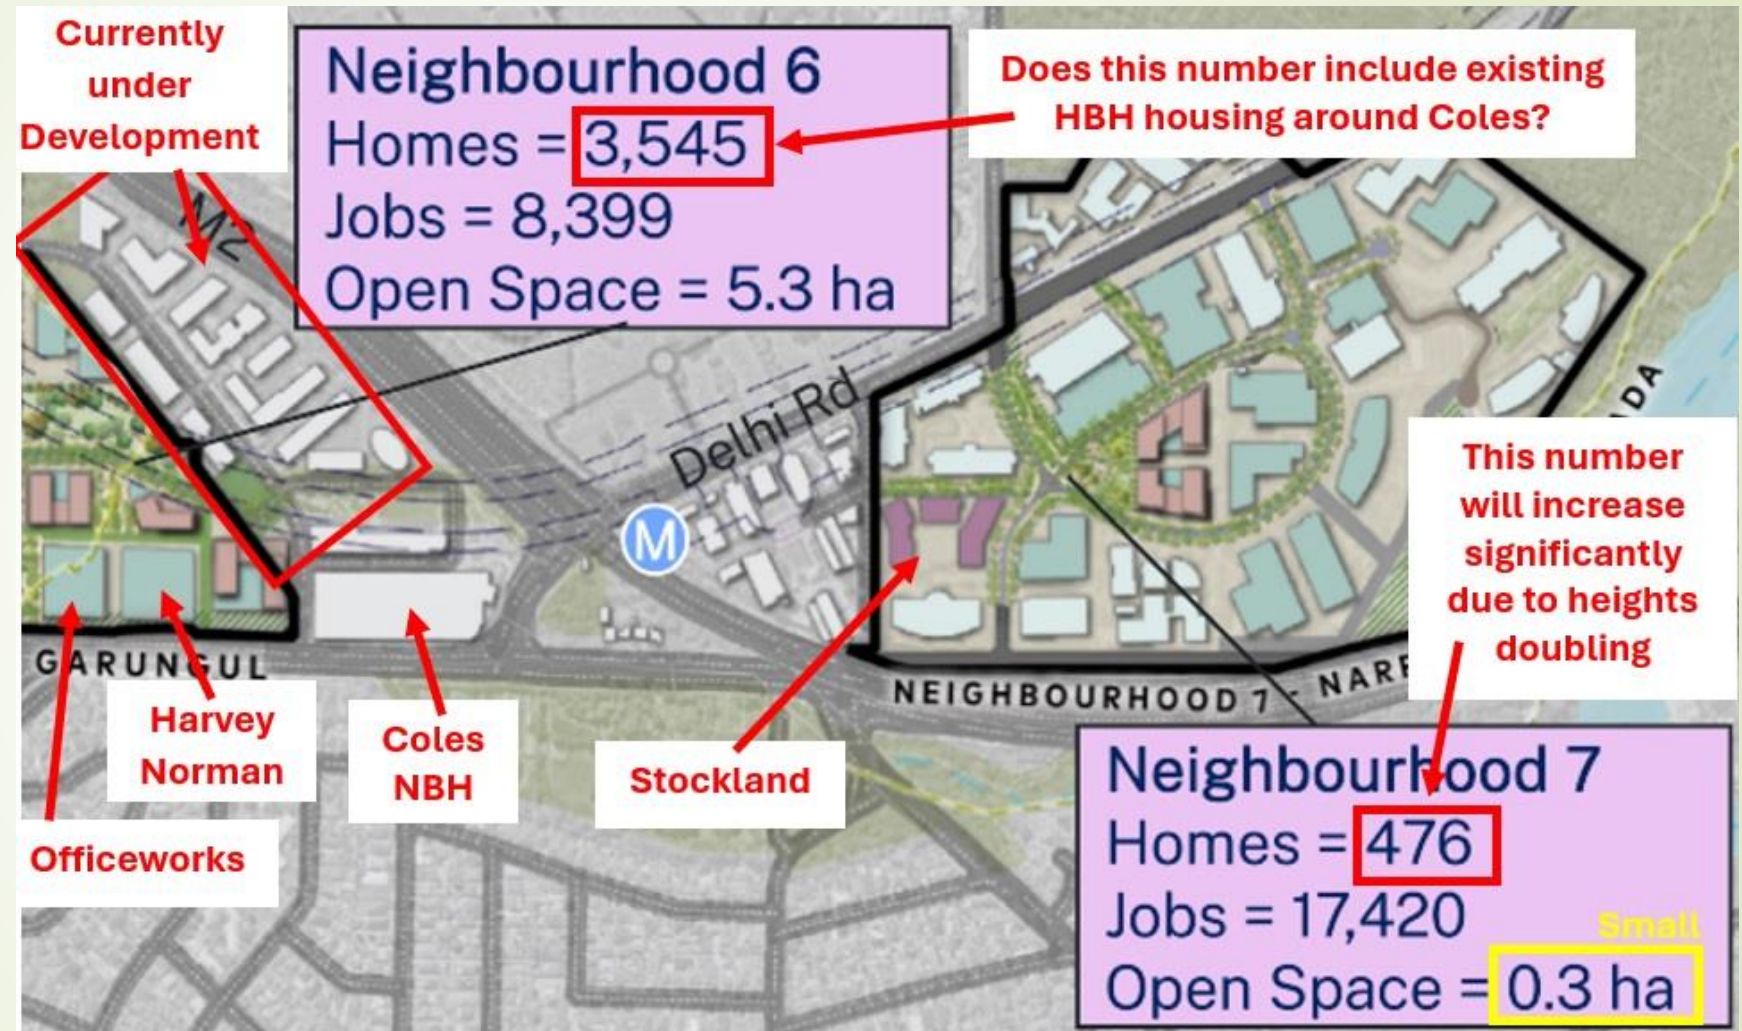 Currently
under
Development
Neighbourhood 6
Homes = 3,545
Jobs = 8,399
Open Space = 5.3 ha
Does this number include existing
HBH housing around Coles?
M2
Delhi Rd
M
ADA
This number
will increase
significantly
due to heights
doubling
GARUNGUL
NEIGHBOURHOOD 7 - NARR
Harvey
Norman
Coles
NBH
Stockland
Officeworks
Neighbourhood 7
Homes = 476
Jobs = 17,420
Small
Open Space = 0.3 ha